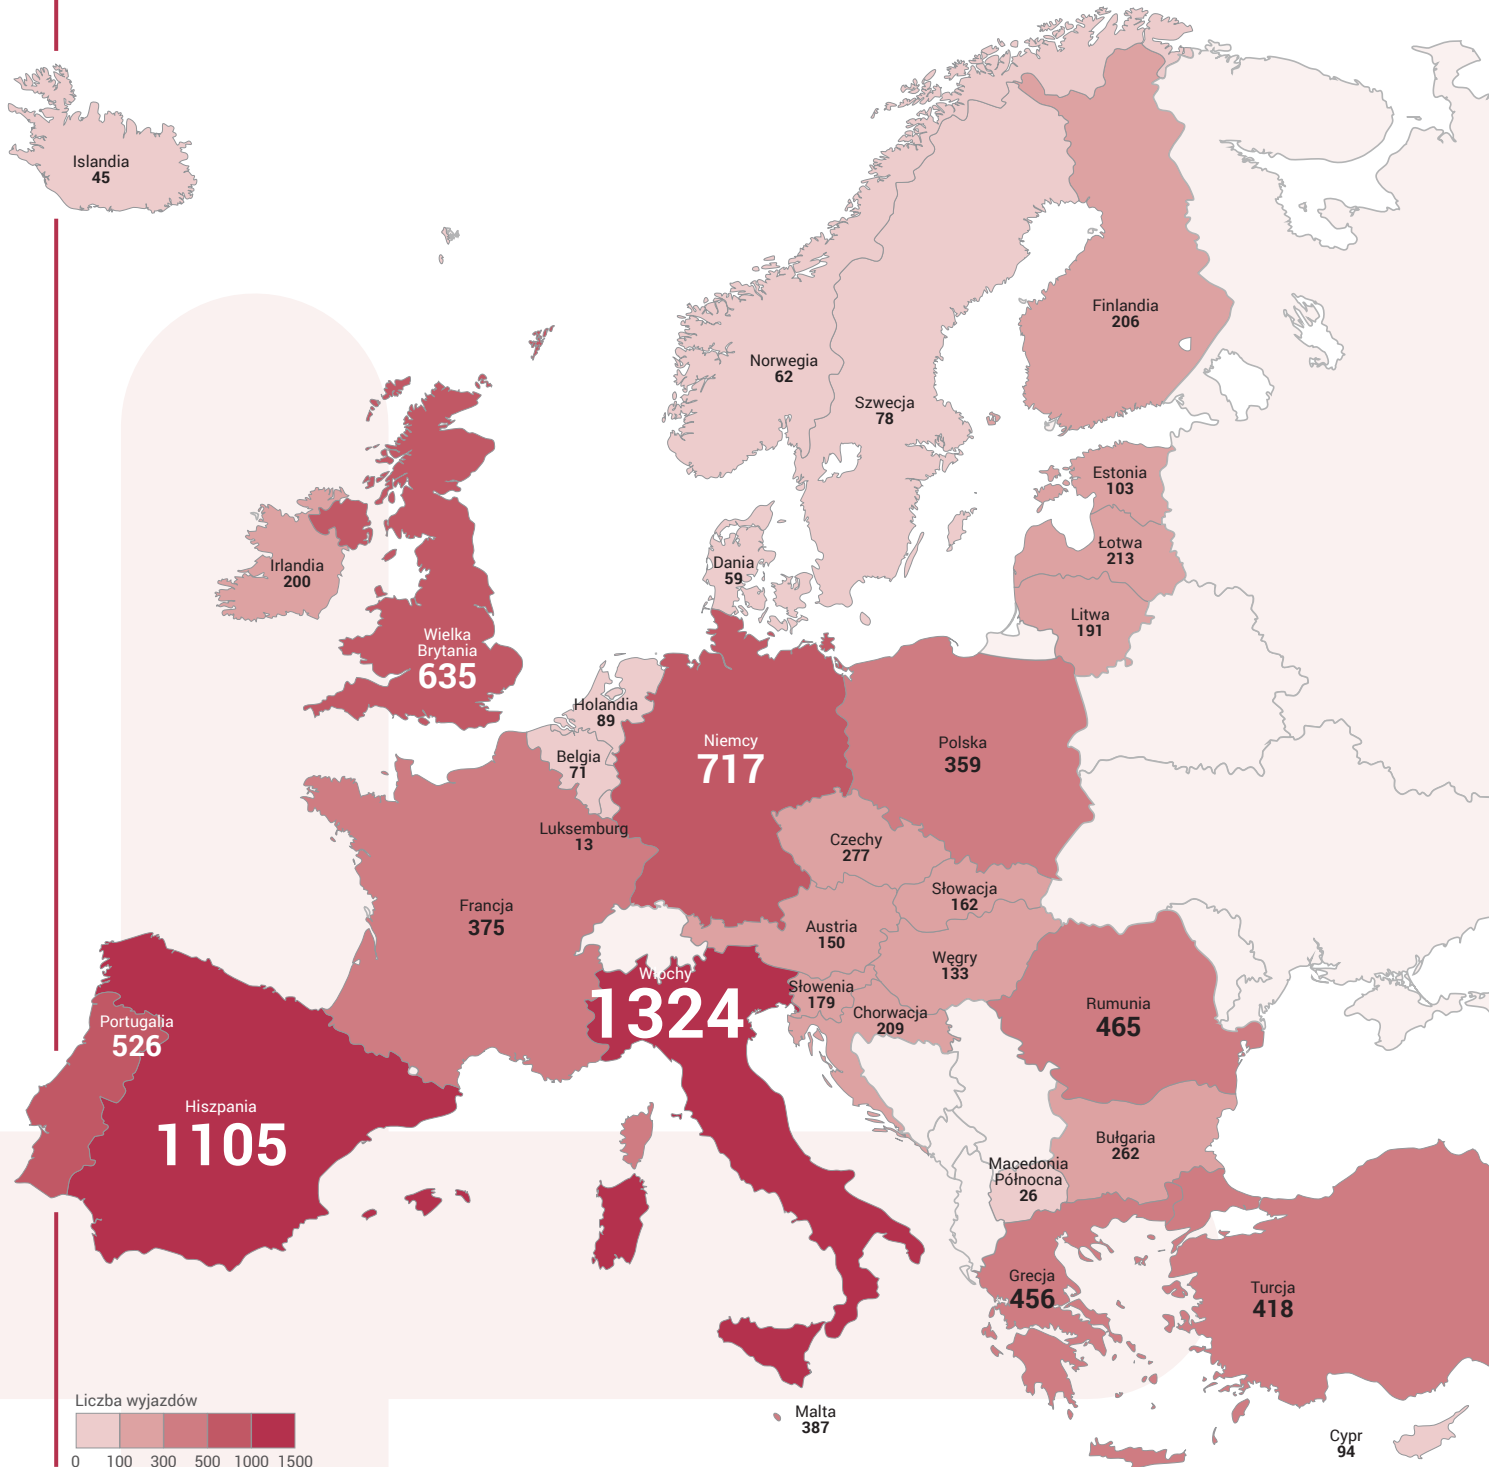 Islandia
45
Finlandia
206
Norwegia
62
Szwecja
78
Estonia
103
Łotwa
213
Litwa
191
Irlandia
200
Dania
59
Wielka
Brytania
635
Holandia
89
Belgia
71
Niemcy
717
Polska
359
Luksemburg
13
Czechy
277
Słowacja
162
Francja
375
Austria
150
Węgry
133
Włochy
1324
Słowenia
179
Chorwacja
209
Rumunia
465
Portugalia
526
Hiszpania
1105
Bułgaria
262
Macedonia
Północna
26
Grecja
456
Turcja
418
Malta
387
Cypr
94
Liczba wyjazdów
0 100 300 500 1000 1500